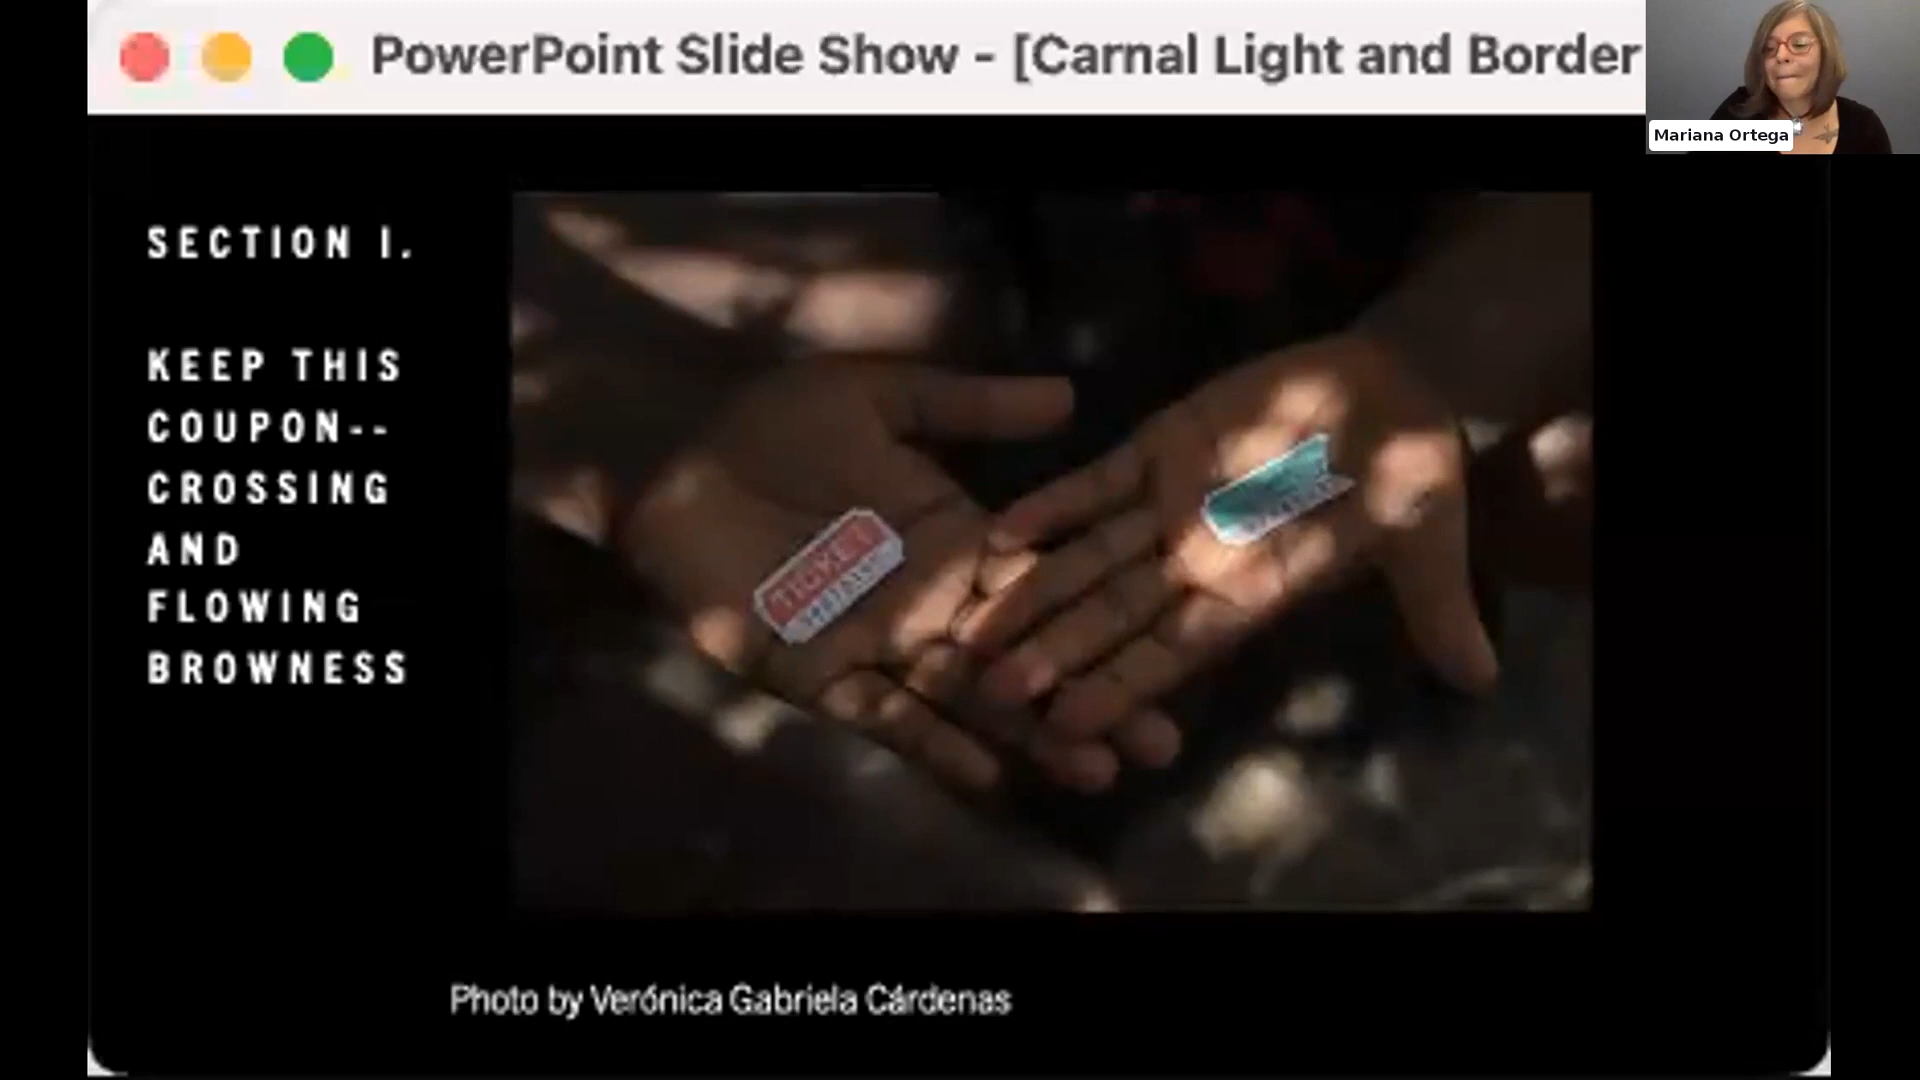 PowerPoint Slide Show - [Carnal Light and Border
Mariana Ortega
SECTION I.
KEEP THIS
COUPON--
CROSSING
AND
FLOWING
BROWNESS
TICKET
Photo by Verónica Gabriela Cárdenas